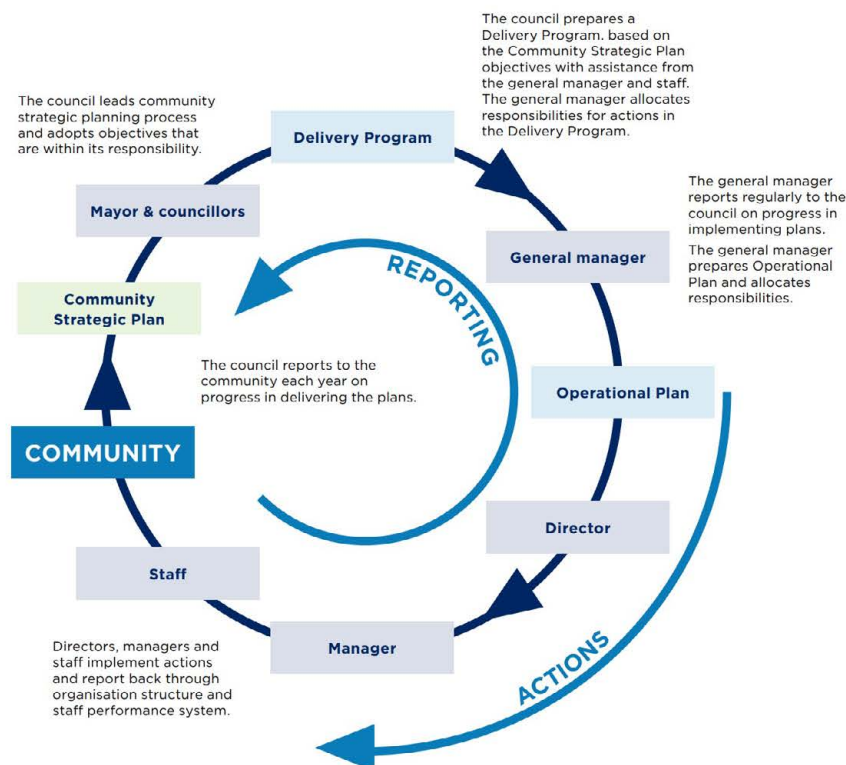 The council prepares a
Delivery Program. based on
the Community Strategic Plan
objectives with assistance from
the general manager and staff.
The general manager allocates
responsibilities for actions in
the Delivery Program.
The council leads community
strategic planning process
and adopts objectives that
are within its responsibility.
Delivery Program
Mayor & councillors
The general manager
reports regularly to the
council on progress in
implementing plans.
The general manager
prepares Operational
Plan and allocates
responsibilities.
General manager
REPORTING
Community
Strategic Plan
The council reports to the
community each year on
progress in delivering the plans.
Operational Plan
COMMUNITY
Director
Staff
Manager
ACTIONS
Directors, managers and
staff implement actions
and report back through
organisation structure and
staff performance system.